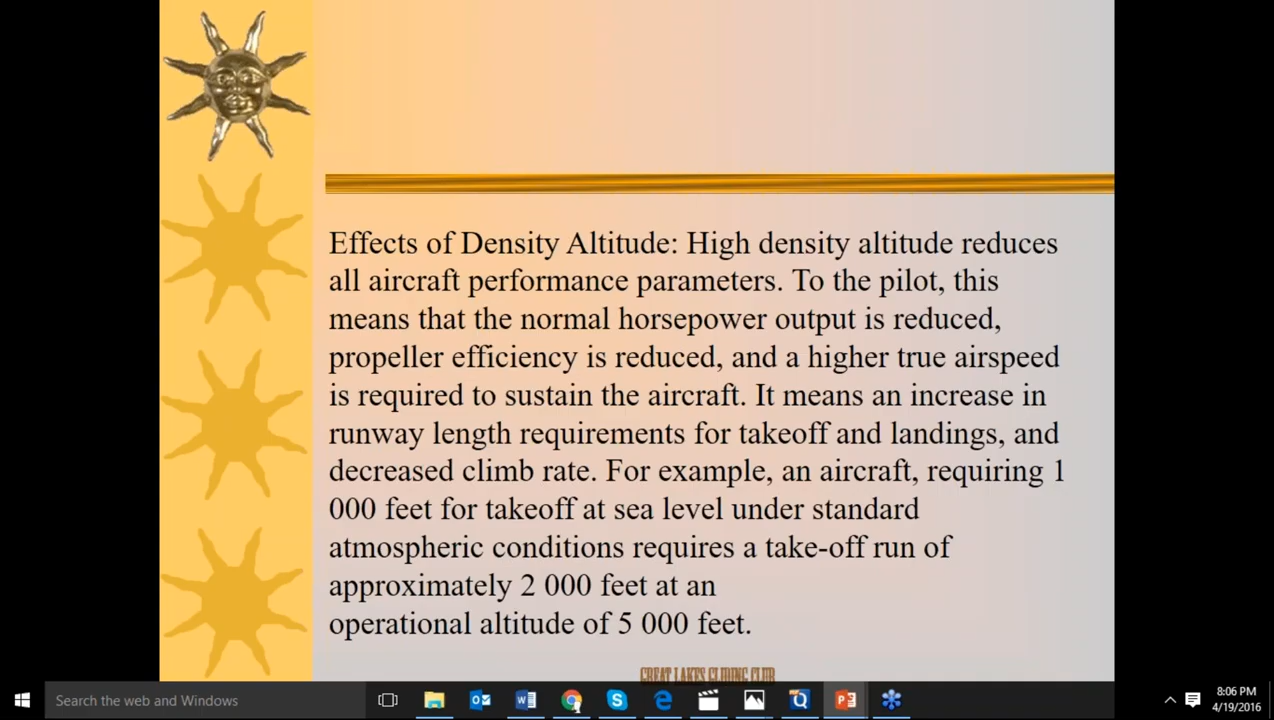 Effects of Density Altitude: High density altitude reduces
all aircraft performance parameters. To the pilot, this
means that the normal horsepower output is reduced,
propeller efficiency is reduced, and a higher true airspeed
is required to sustain the aircraft. It means an increase in
runway length requirements for takeoff and landings, and
decreased climb rate. For example, an aircraft, requiring 1
000 feet for takeoff at sea level under standard
atmospheric conditions requires a take-off run of
approximately 2 000 feet at an
operational altitude of 5 000 feet.
GREAT LAKES GLIDING CLUB
Search the web and Windows
8:06 PM
4/19/2016